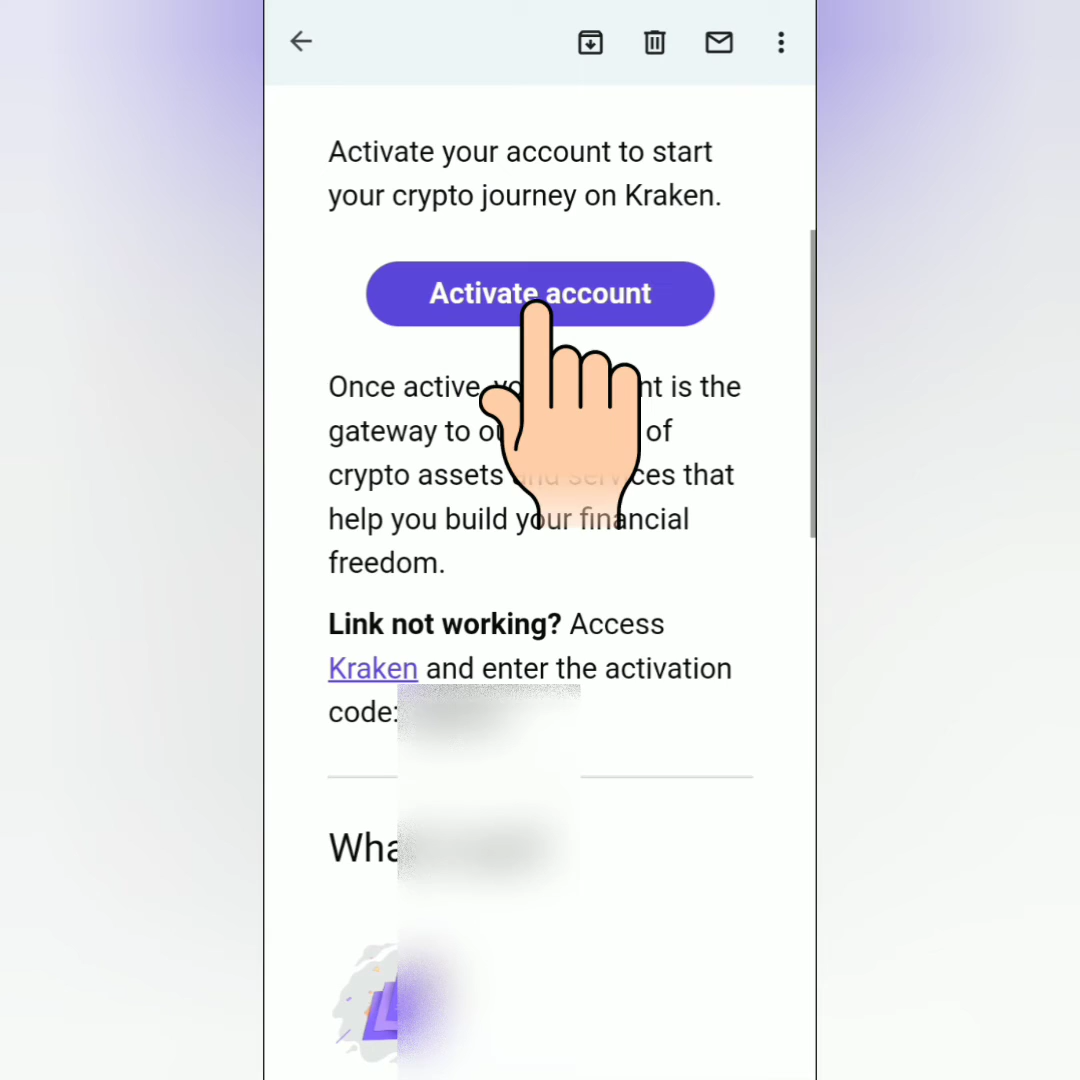 Activate your account to start
your crypto journey on Kraken.
Activate account
Once active, is the
gateway to of
crypto assets and services that
help you build your financial
freedom.
Link not working? Access
Kraken and enter the activation
code: